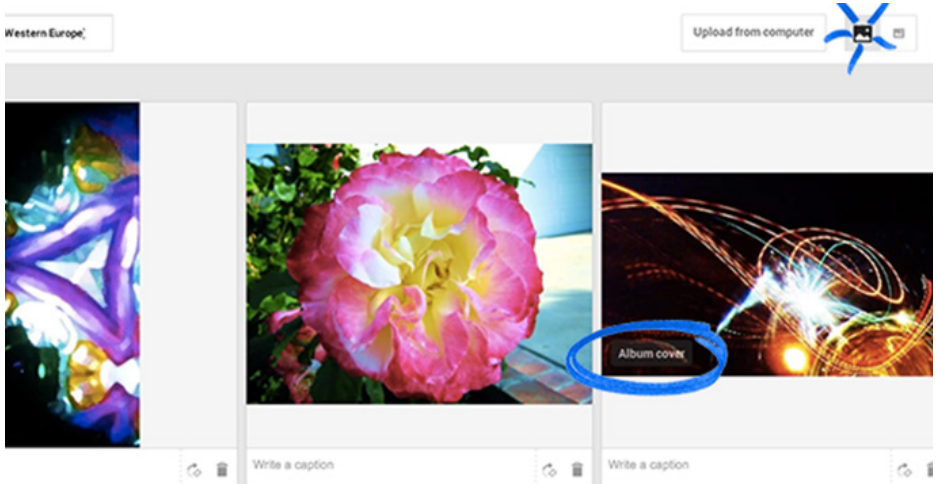 Western Europe
Upload from computer
Album cover
Write a caption
Write a caption